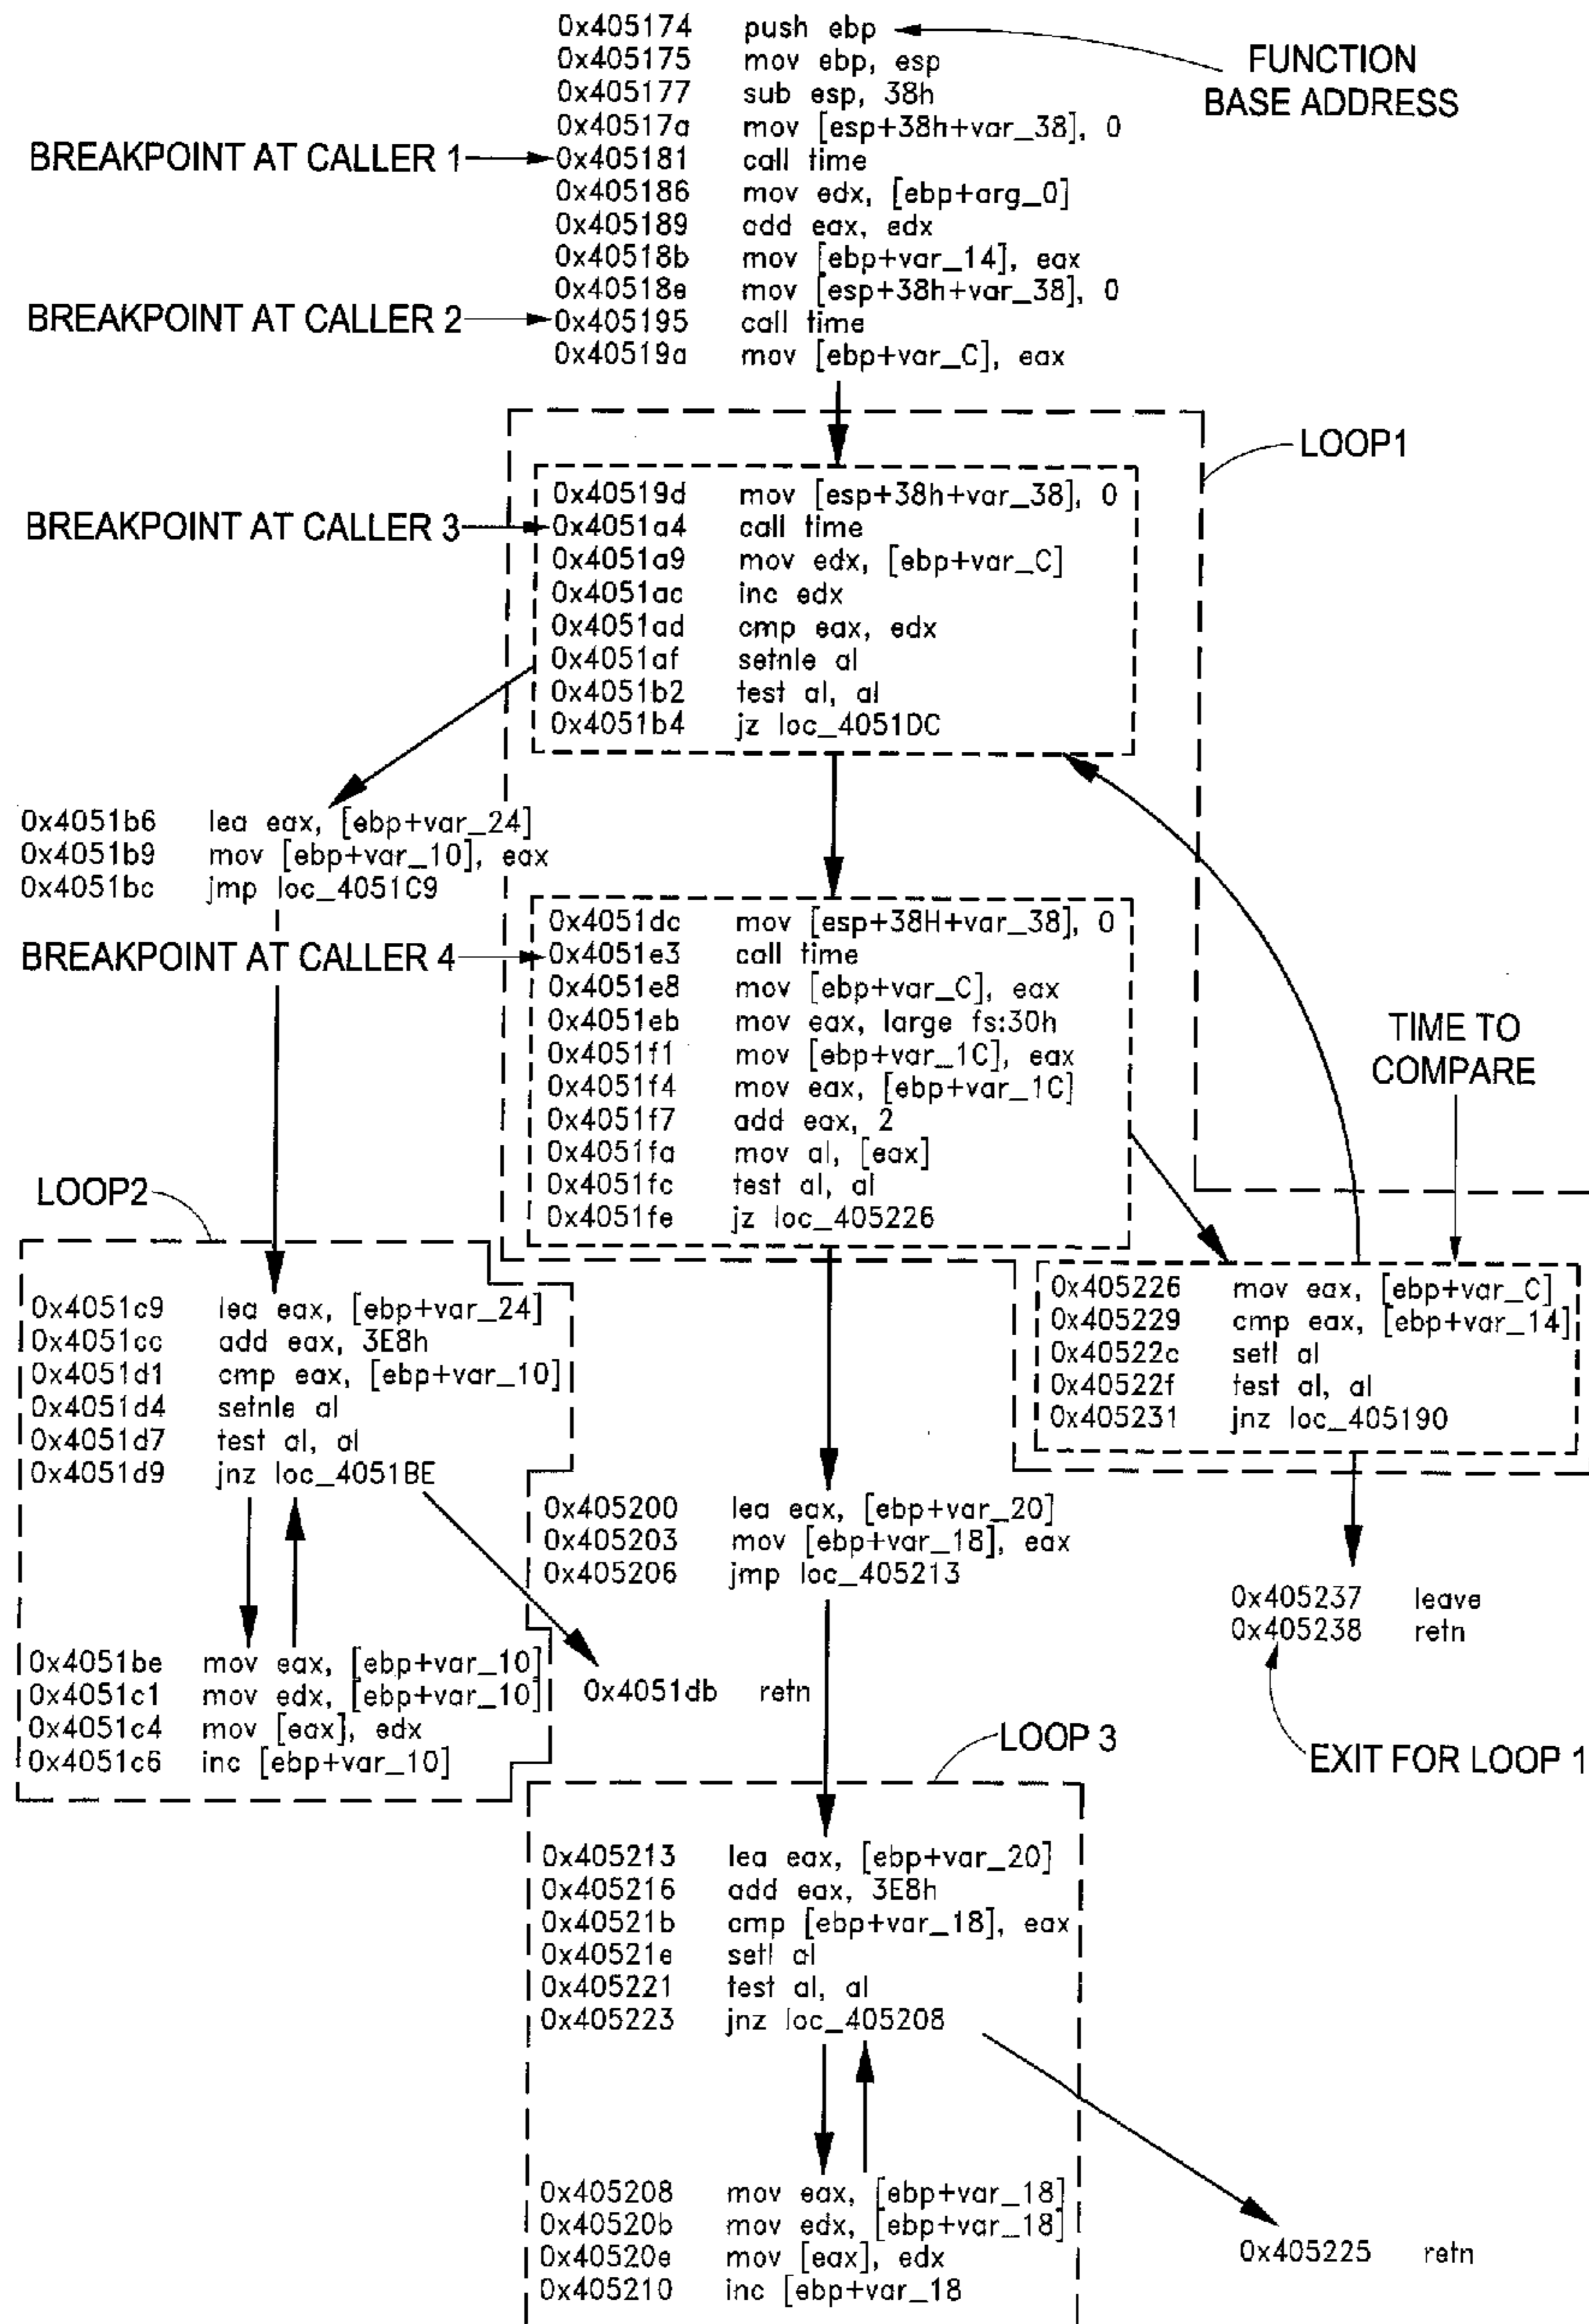 0x405174 push ebp
0x405175 mov ebp, esp
0x405177 sub esp, 38h
0x40517a mov [esp+38h+var_38], 0
0x405181 call time
0x405186 mov edx, [ebp+arg_0]
0x405189 add eax, edx
0x40518b mov [ebp+var_14], eax
0x40518e mov [esp+38h+var_38], 0
0x405195 call time
0x40519a mov [ebp+var_C], eax
FUNCTION
BASE ADDRESS
BREAKPOINT AT CALLER 1
BREAKPOINT AT CALLER 2
LOOP1
BREAKPOINT AT CALLER 3
0x40519d mov [esp+38h+var_38], 0
0x4051a4 call time
0x4051a9 mov edx, [ebp+var_C]
0x4051ac inc edx
0x4051ad cmp eax, edx
0x4051af setnle al
0x4051b2 test al, al
0x4051b4 jz loc_4051DC
0x4051b6 lea eax, [ebp+var_24]
0x4051b9 mov [ebp+var_10], eax
0x4051bc jmp loc_4051C9
BREAKPOINT AT CALLER 4
0x4051dc mov [esp+38H+var_38], 0
0x4051e3 call time
0x4051e8 mov [ebp+var_C], eax
0x4051eb mov eax, large fs:30h
0x4051f1 mov [ebp+var_1C], eax
0x4051f4 mov eax, [ebp+var_1C]
0x4051f7 add eax, 2
0x4051fa mov al, [eax]
0x4051fc test al, al
0x4051fe jz loc_405226
TIME TO
COMPARE
LOOP2
0x4051c9 lea eax, [ebp+var_24]
0x4051cc add eax, 3E8h
0x4051d1 cmp eax, [ebp+var_10]
0x4051d4 setnle al
0x4051d7 test al, al
0x4051d9 jnz loc_4051BE
0x405226 mov eax, [ebp+var_C]
0x405229 cmp eax, [ebp+var_14]
0x40522c setl al
0x40522f test al, al
0x405231 jnz loc_405190
0x405200 lea eax, [ebp+var_20]
0x405203 mov [ebp+var_18], eax
0x405206 jmp loc_405213
0x405237 leave
0x405238 retn
0x4051be mov eax, [ebp+var_10]
0x4051c1 mov edx, [ebp+var_10]
0x4051c4 mov [eax], edx
0x4051c6 inc [ebp+var_10]
0x4051db retn
LOOP 3
EXIT FOR LOOP 1
0x405213 lea eax, [ebp+var_20]
0x405216 add eax, 3E8h
0x40521b cmp [ebp+var_18], eax
0x40521e setl al
0x405221 test al, al
0x405223 jnz loc_405208
0x405208 mov eax, [ebp+var_18]
0x40520b mov edx, [ebp+var_18]
0x40520e mov [eax], edx
0x405210 inc [ebp+var_18
0x405225 retn